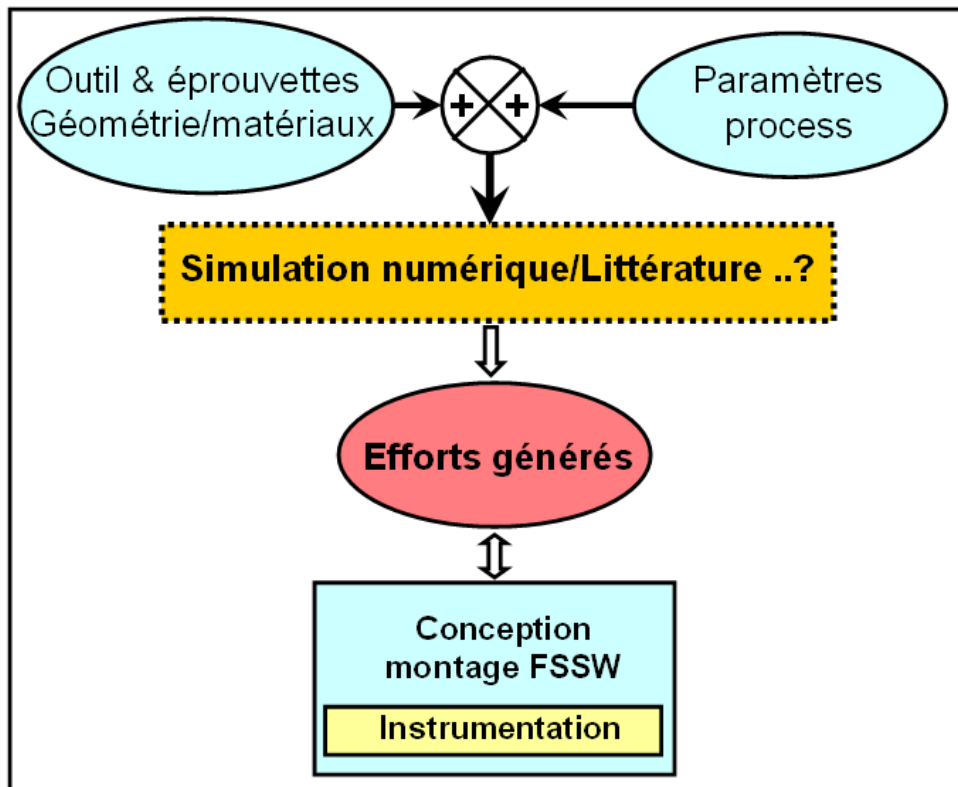 Outil & éprouvettes
Géométrie/matériaux
+ +
Paramètres
process
Simulation numérique/Littérature ..?
Efforts générés
Conception
montage FSSW
Instrumentation